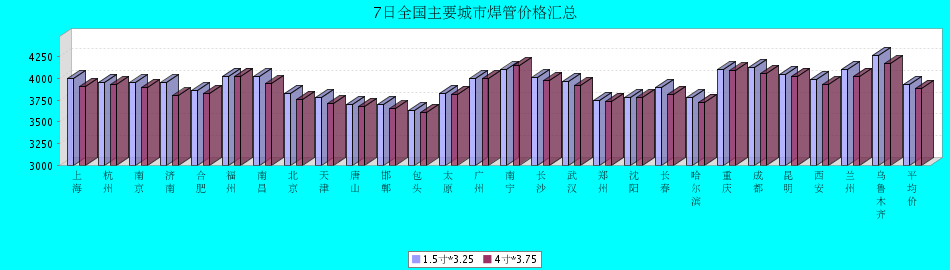 7日全国主要城市焊管价格汇总
4250
4000
3750
3500
3250
3000
上海
杭州
南京
济南
合肥
福州
南昌
北京
天津
唐山
邯郸
包头
太原
广州
南宁
长沙
武汉
郑州
沈阳
长春
哈尔滨
重庆
成都
昆明
西安
兰州
乌鲁木齐
平均价
1.5寸*3.25
4寸*3.75